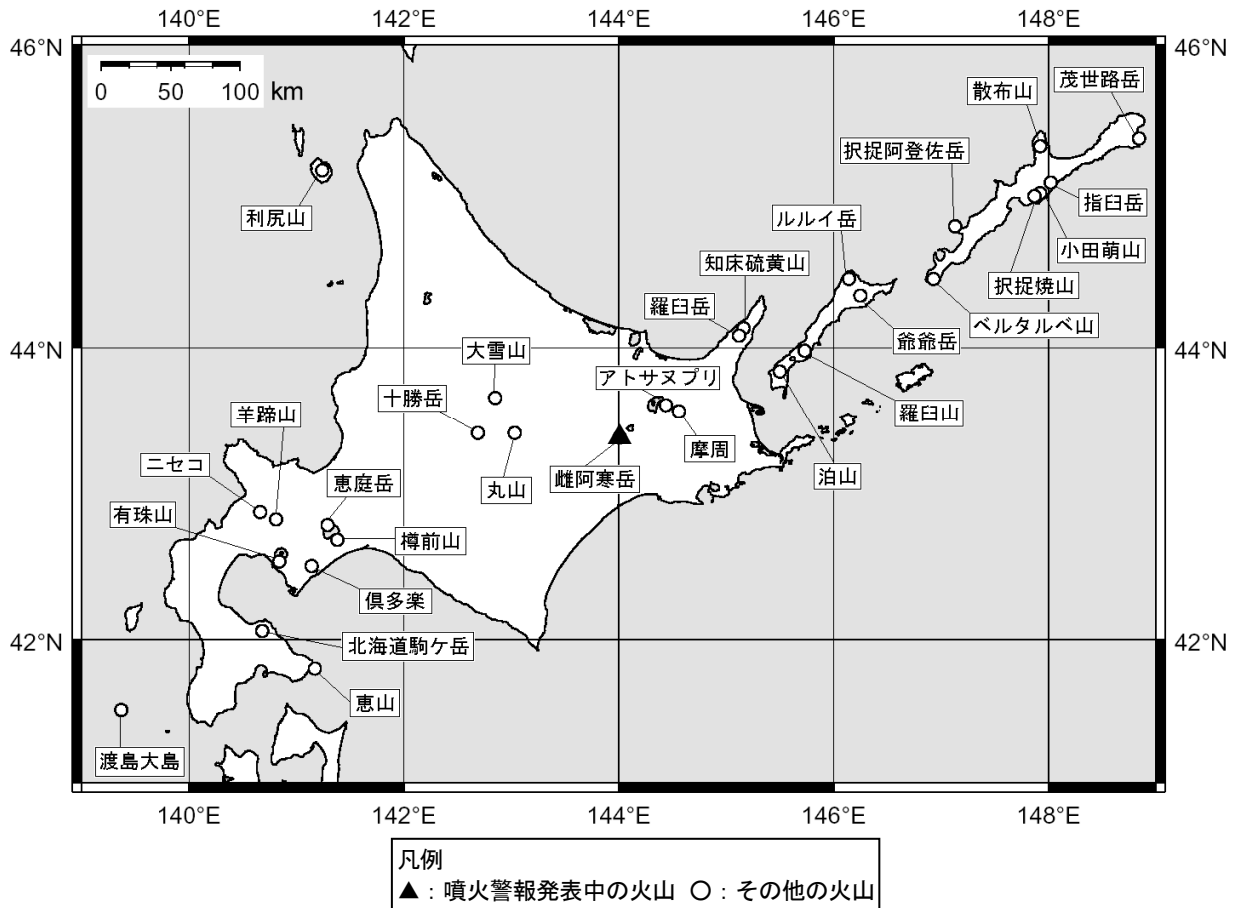 140°E 142°E 144°E 146°E 148°E
46°N 46°N
0 50 100 km
茂世路岳
散布山
択捉阿登佐岳
利尻山
ルルイ岳
指臼岳
小田萌山
知床硫黄山
択捉焼山
羅臼岳
ベルタルベ山
爺爺岳
44°N 44°N
大雪山
アトサヌプリ
十勝岳
羊蹄山
羅臼山
摩周
ニセコ
恵庭岳
丸山
雌阿寒岳
泊山
有珠山
樽前山
倶多楽
42°N 42°N
北海道駒ケ岳
恵山
渡島大島
140°E 142°E 144°E 146°E 148°E
凡例
▲：噴火警報発表中の火山 ○：その他の火山